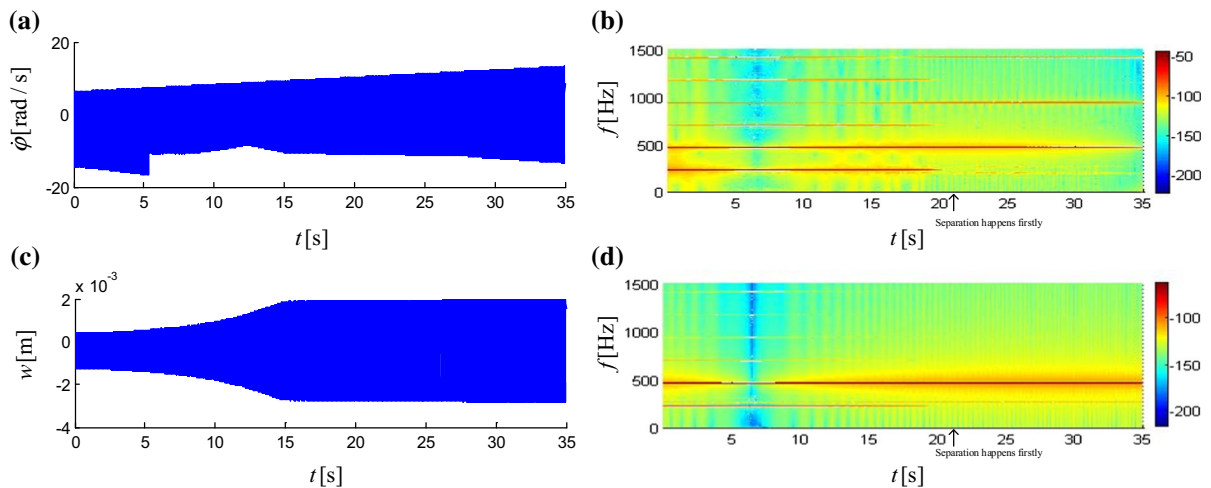 (a)
20
10
0
-10
-20
φ̇[rad / s]
0 5 10 15 20 25 30 35
t[s]
(b)
1500
1000
500
0
f[Hz]
5 10 15 20 25 30 35
Separation happens firstly
t[s]
-50
-100
-150
-200
(c)
x 10⁻³
2
0
-2
-4
w[m]
0 5 10 15 20 25 30 35
t[s]
(d)
1500
1000
500
0
f[Hz]
5 10 15 20 25 30 35
Separation happens firstly
t[s]
-100
-150
-200